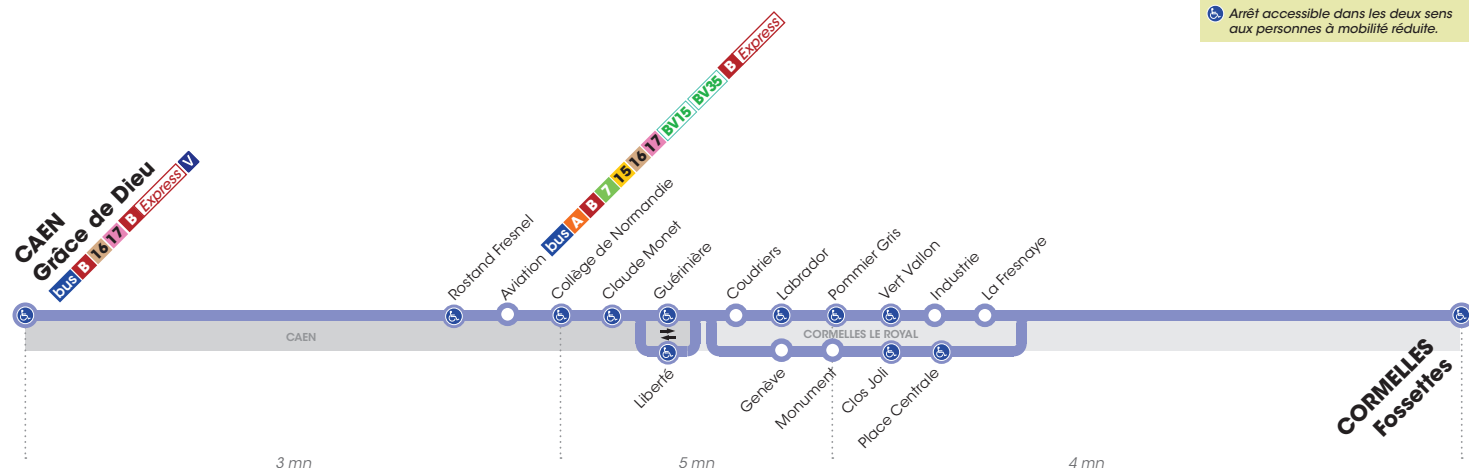 Arrêt accessible dans les deux sens
aux personnes à mobilité réduite.
CAEN
Grâce de Dieu
bus B 16 17 B Express V
Rostand Fresnel
Aviation bus A B 7 15 16 17 BV15 BV35 B Express
Collège de Normandie
Claude Monet
Guérinière
Coudriers
Labrador
Pommier Gris
Vert Vallon
Industrie
La Fresnaye
CAEN
CORMELLES LE ROYAL
Liberté
Genève
Monument
Clos Joli
Place Centrale
CORMELLES
Fossettes
3 mn
5 mn
4 mn